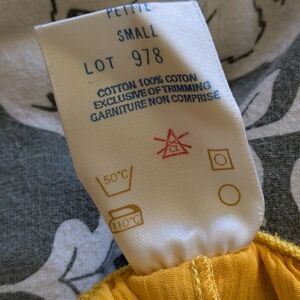 PETITE
SMALL
LOT 978
COTTON 100% COTON
EXCLUSIVE OF TRIMMING
GARNITURE NON COMPRISE
CL
50°C
110°C